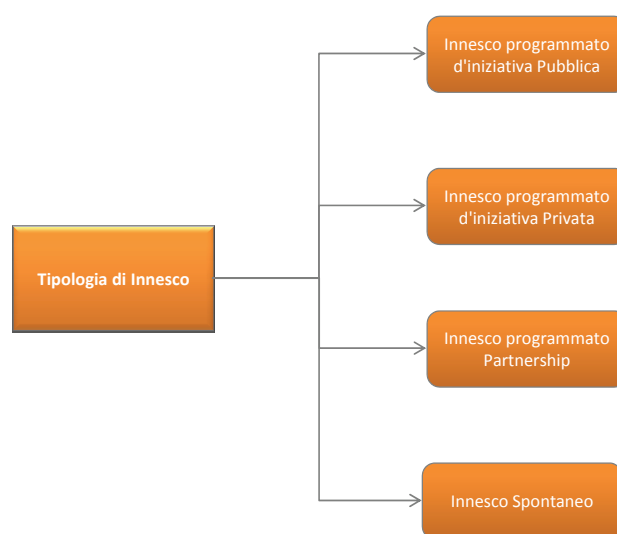 Innesco programmato
d'iniziativa Pubblica
Innesco programmato
d'iniziativa Privata
Tipologia di Innesco
Innesco programmato
Partnership
Innesco Spontaneo